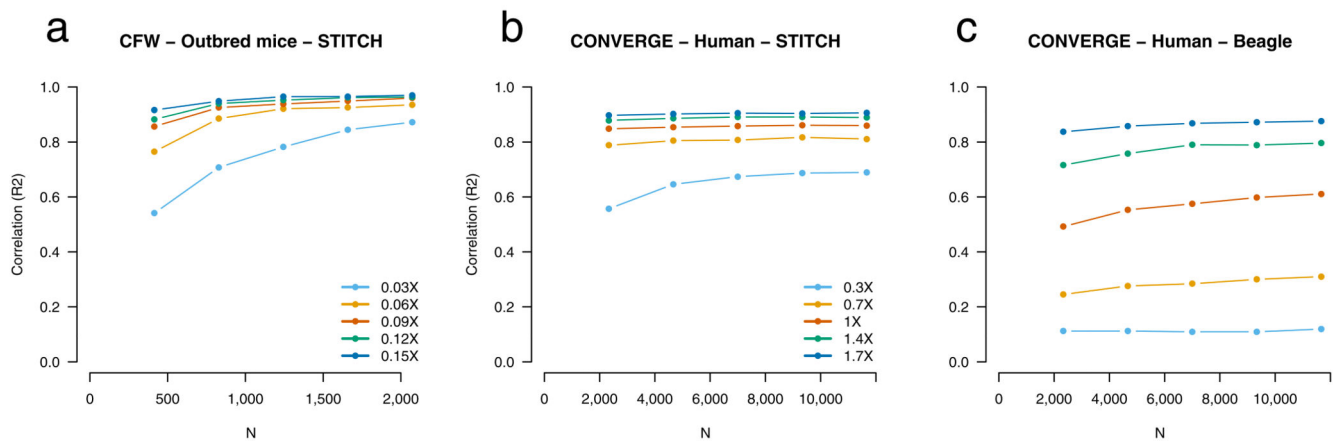 a
CFW – Outbred mice – STITCH
Correlation (R2)
1.0
0.8
0.6
0.4
0.2
0.0
0.03X
0.06X
0.09X
0.12X
0.15X
0 500 1,000 1,500 2,000
N
b
CONVERGE – Human – STITCH
Correlation (R2)
1.0
0.8
0.6
0.4
0.2
0.0
0.3X
0.7X
1X
1.4X
1.7X
0 2,000 4,000 6,000 8,000 10,000
N
c
CONVERGE – Human – Beagle
Correlation (R2)
1.0
0.8
0.6
0.4
0.2
0.0
0 2,000 4,000 6,000 8,000 10,000
N